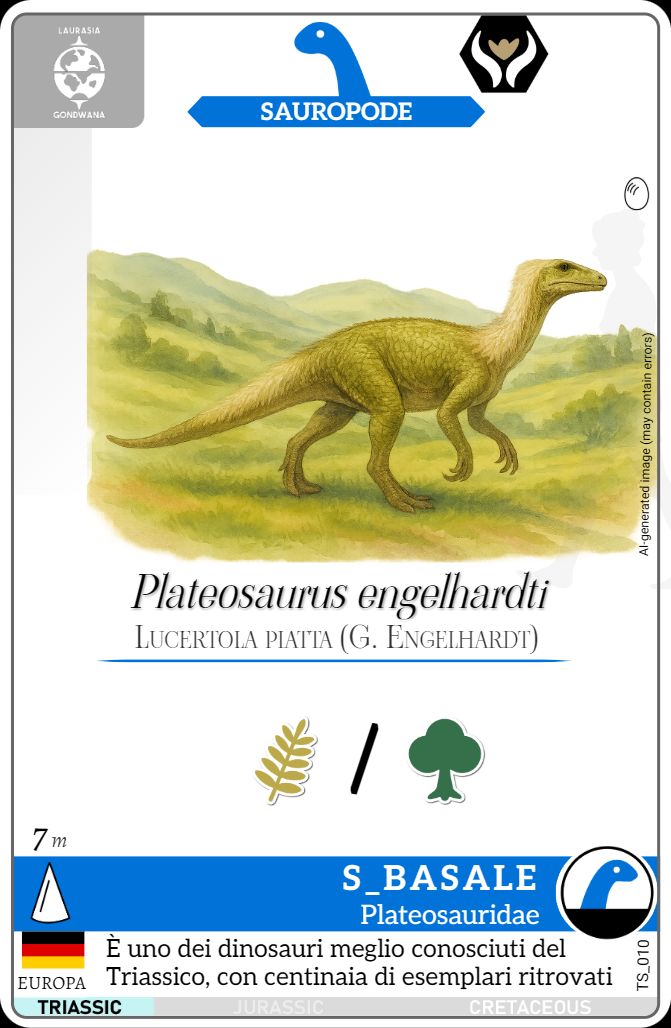 LAURASIA
GONDWANA
SAUROPODE
AI-generated image (may contain errors)
Plateosaurus engelhardti
Lucertola piatta (G. Engelhardt)
7 m
S_BASALE
Plateosauridae
EUROPA
È uno dei dinosauri meglio conosciuti del
Triassico, con centinaia di esemplari ritrovati
TS_010
TRIASSIC
JURASSIC
CRETACEOUS